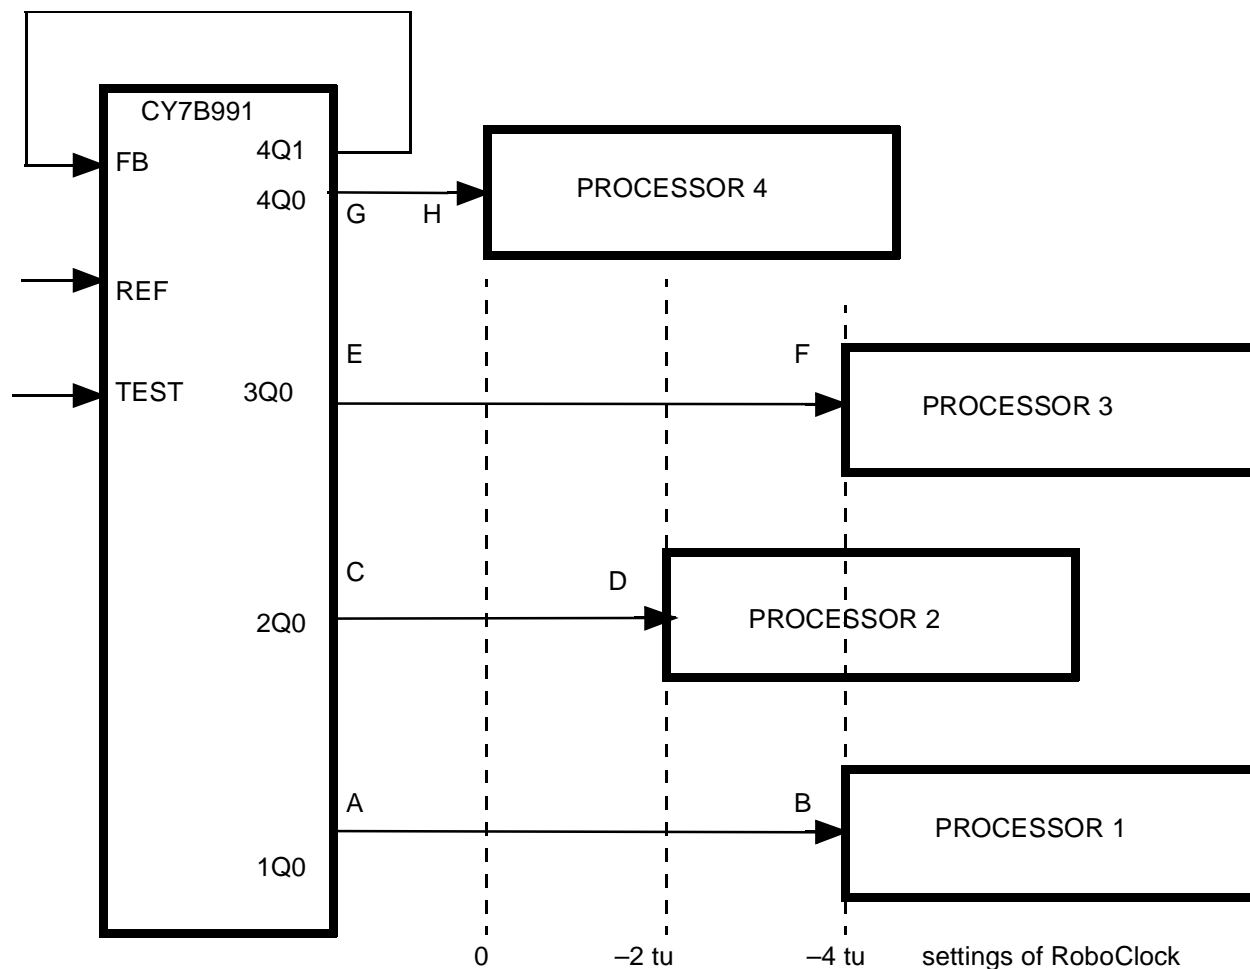 CY7B991
FB
4Q1
4Q0
G
H
PROCESSOR 4
REF
TEST
3Q0
E
F
PROCESSOR 3
C
D
2Q0
PROCESSOR 2
A
B
1Q0
PROCESSOR 1
0
–2 tu
–4 tu
settings of RoboClock